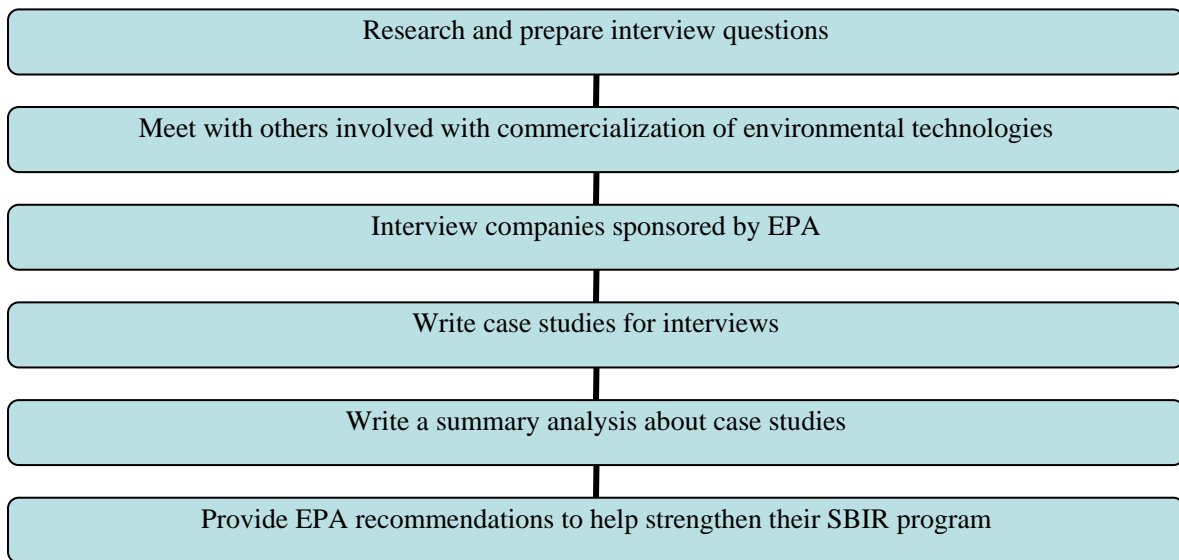 Research and prepare interview questions
Meet with others involved with commercialization of environmental technologies
Interview companies sponsored by EPA
Write case studies for interviews
Write a summary analysis about case studies
Provide EPA recommendations to help strengthen their SBIR program